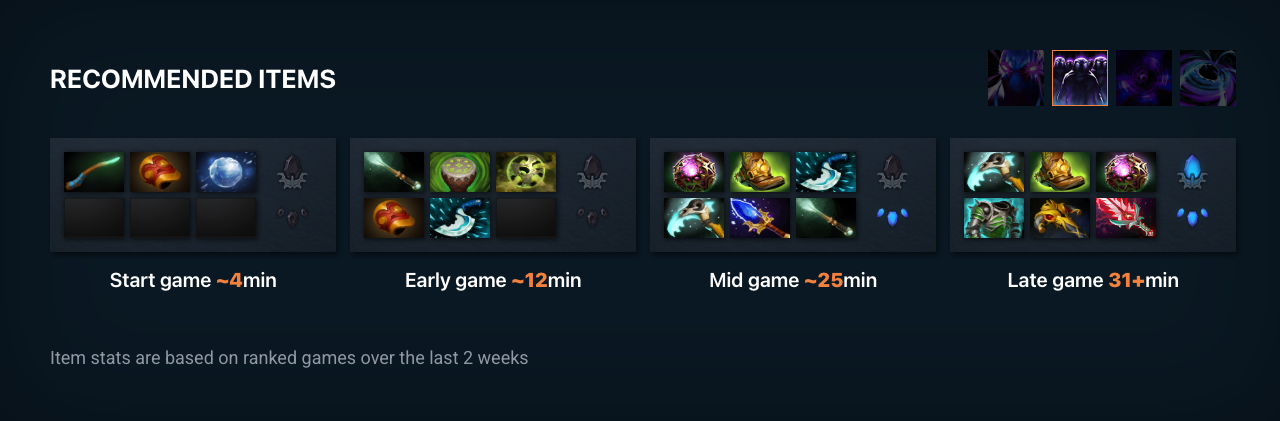 RECOMMENDED ITEMS
Start game ~4min
Early game ~12min
Mid game ~25min
Late game 31+min
Item stats are based on ranked games over the last 2 weeks